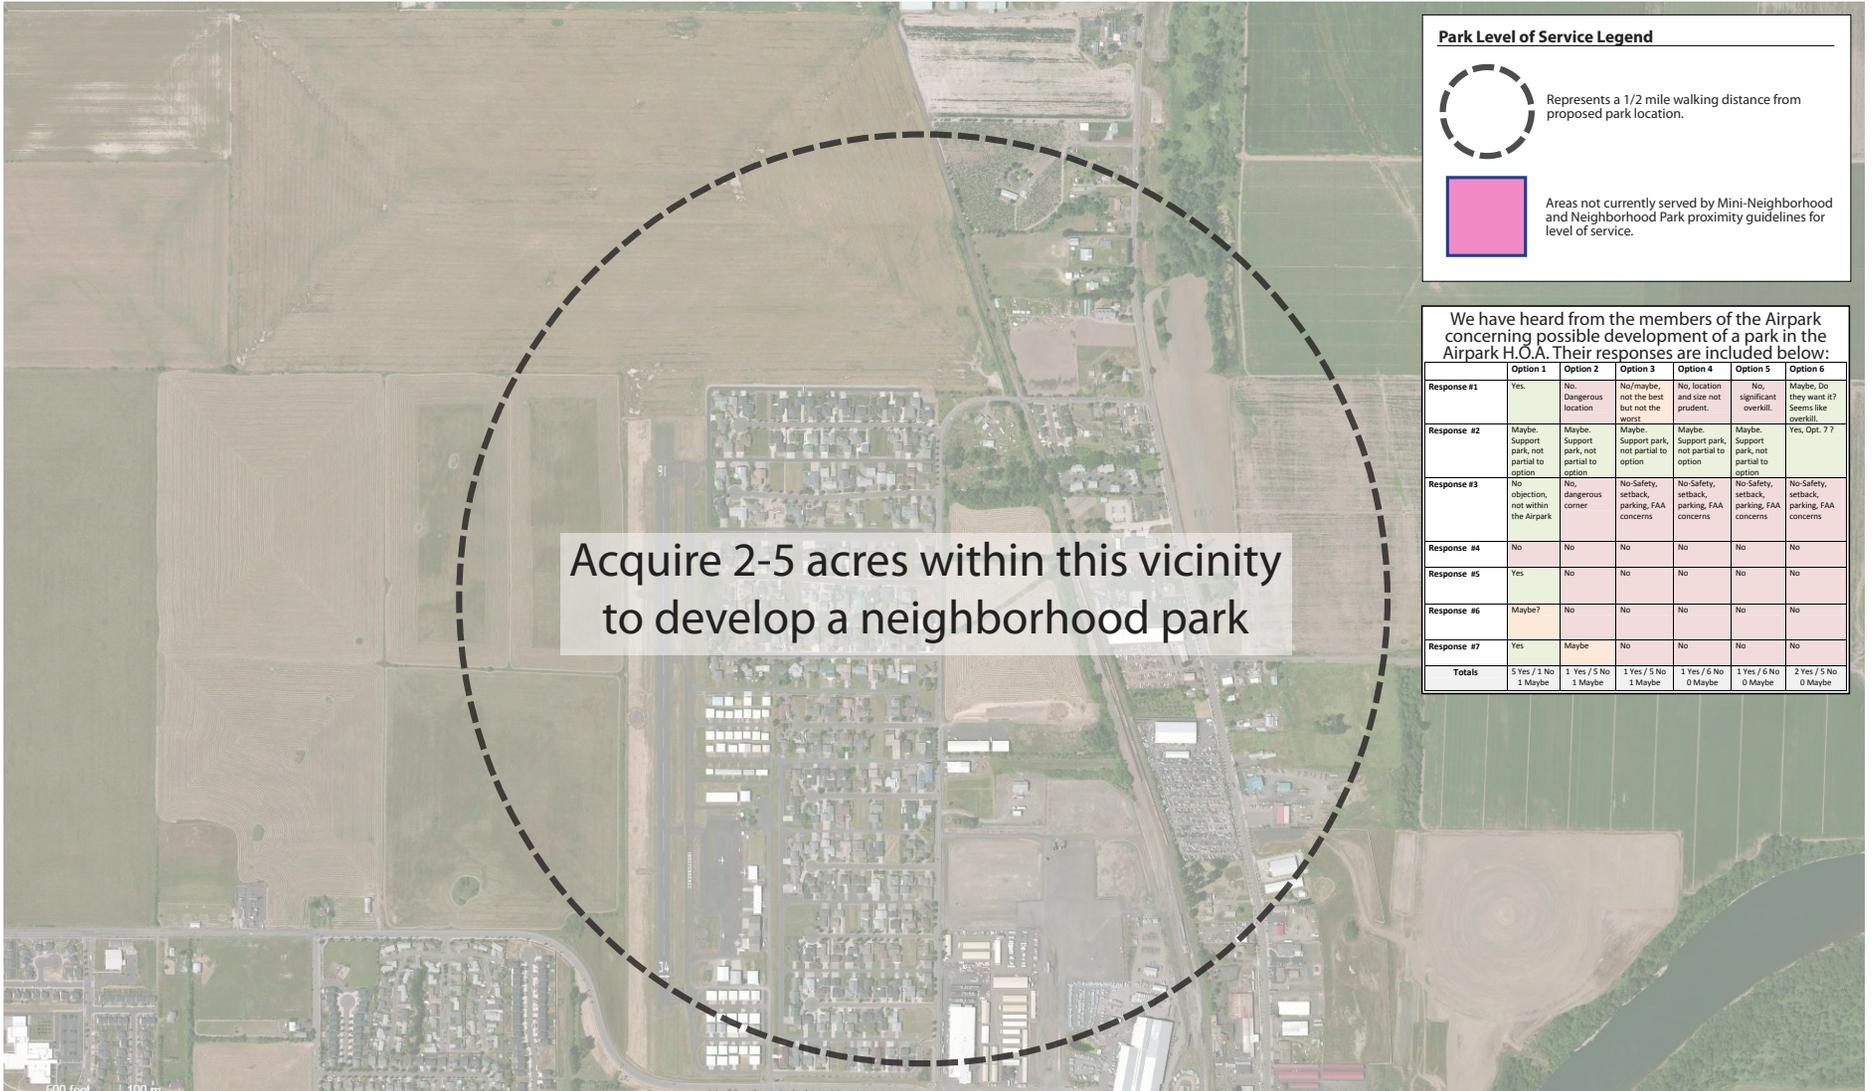 Park Level of Service Legend
Represents a 1/2 mile walking distance from
proposed park location.
Areas not currently served by Mini-Neighborhood
and Neighborhood Park proximity guidelines for
level of service.
We have heard from the members of the Airpark
concerning possible development of a park in the
Airpark H.O.A. Their responses are included below:
Option 1 Option 2 Option 3 Option 4 Option 5 Option 6
Response #1 Yes. No. No/maybe, No, location No, Maybe, Do
Dangerous not the best and size not significant they want it?
location but not the prudent. overkill. Seems like
worst overkill.
Response #2 Maybe. Maybe. Maybe. Maybe. Maybe. Yes, Opt. 7 ?
Support Support Support park, Support park, Support
park, not park, not not partial to not partial to park, not
partial to partial to option option partial to
option option option
Response #3 No No, No-Safety, No-Safety, No-Safety, No-Safety,
objection, dangerous setback, setback, setback, setback,
not within corner parking, FAA parking, FAA parking, FAA parking, FAA
the Airpark concerns concerns concerns concerns
Response #4 No No No No No No
Response #5 Yes No No No No No
Response #6 Maybe? No No No No No
Response #7 Yes Maybe No No No No
Totals 5 Yes / 1 No 1 Yes / 5 No 1 Yes / 5 No 1 Yes / 6 No 1 Yes / 6 No 2 Yes / 5 No
1 Maybe 1 Maybe 1 Maybe 0 Maybe 0 Maybe 0 Maybe
Acquire 2-5 acres within this vicinity
to develop a neighborhood park
34
500 feet 100 m